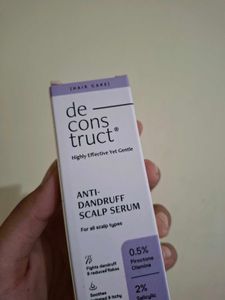 [HAIR CARE]
de
cons
truct®
Highly Effective Yet Gentle
ANTI-
DANDRUFF
SCALP SERUM
For all scalp types
0.5%
Piroctone
Olamine
Fights dandruff
& reduced flakes
2%
Salicylic
Soothes
& itchy